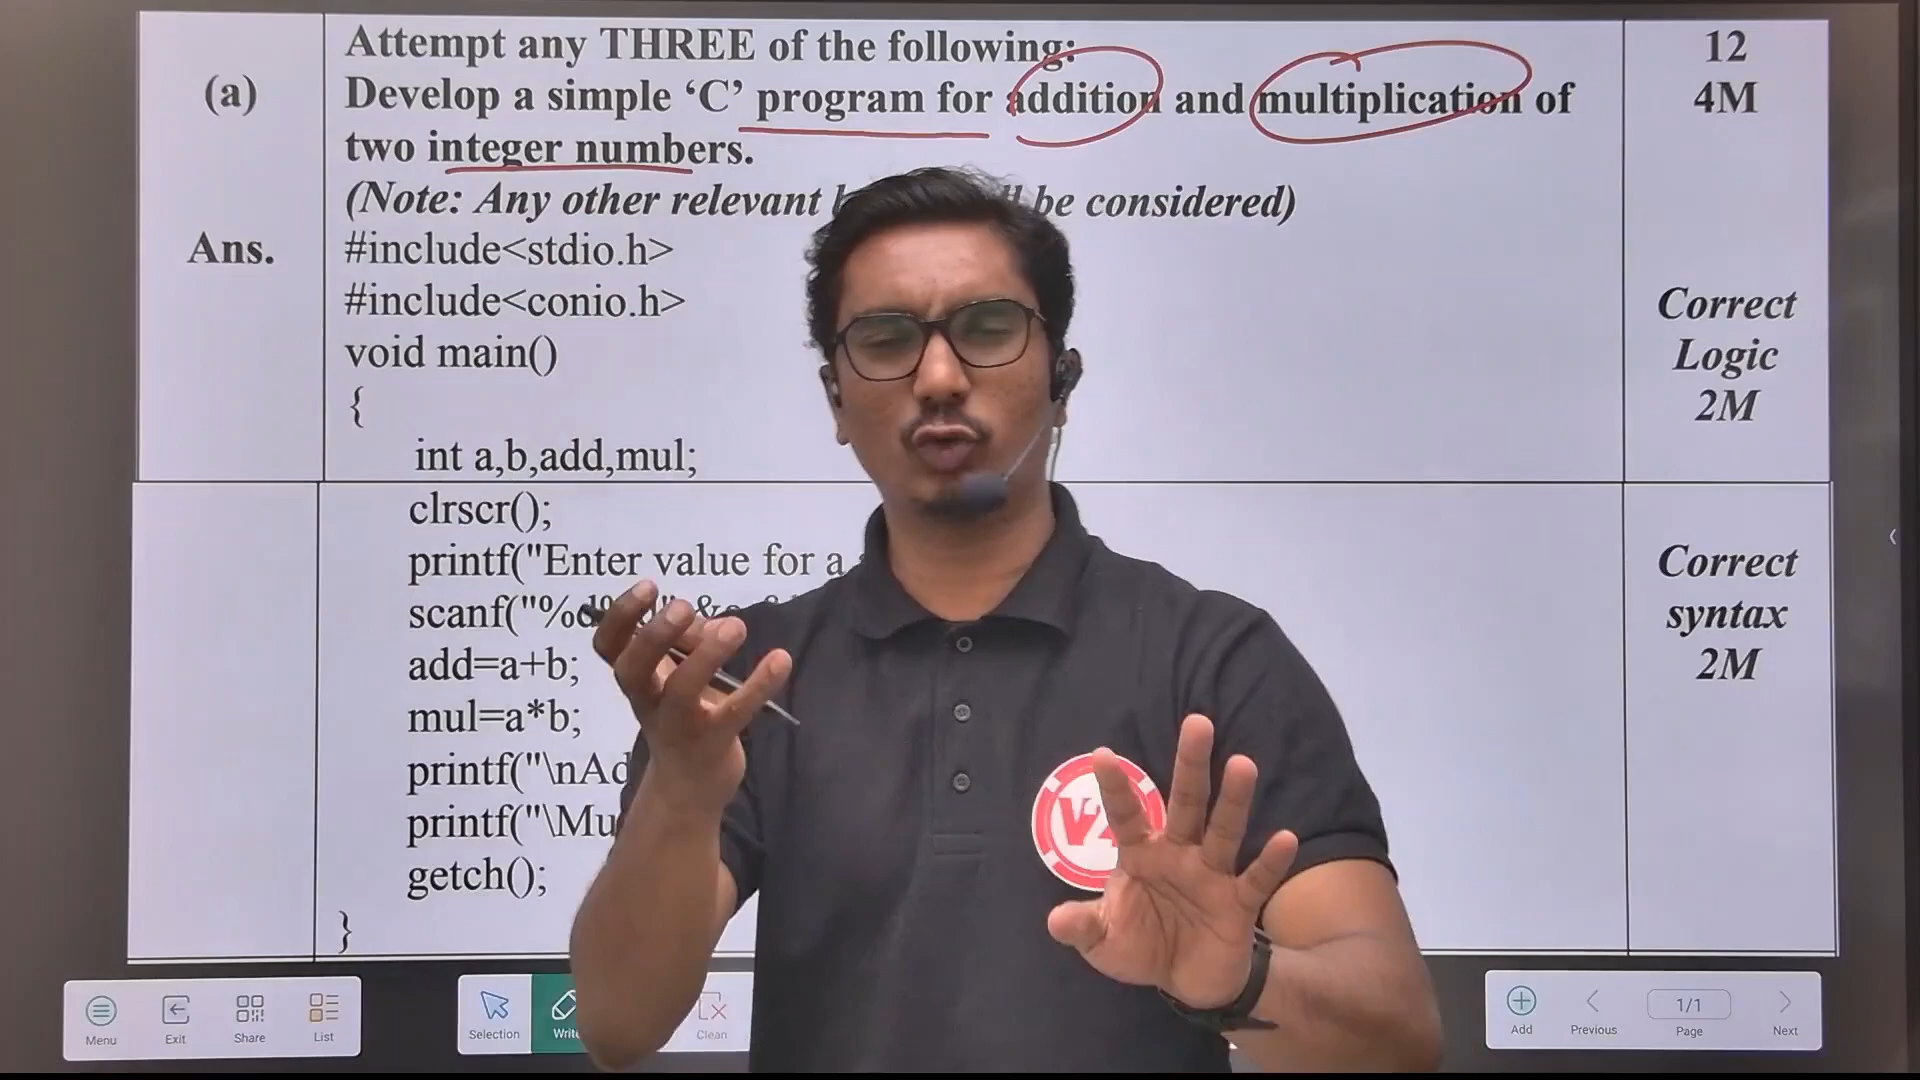 Attempt any THREE of the following:
12
(a)
Develop a simple ‘C’ program for addition and multiplication of
4M
two integer numbers.
(Note: Any other relevant be considered)
Ans.
#include<stdio.h>
#include<conio.h>
void main()
{
int a,b,add,mul;
Correct
Logic
2M
clrscr();
printf("Enter value for a
scanf("%d
add=a+b;
mul=a*b;
printf("\nAd
printf("\Mu
getch();
}
Correct
syntax
2M
V2
Menu
Exit
Share
List
Selection
Write
Clean
Add
Previous
1/1
Page
Next